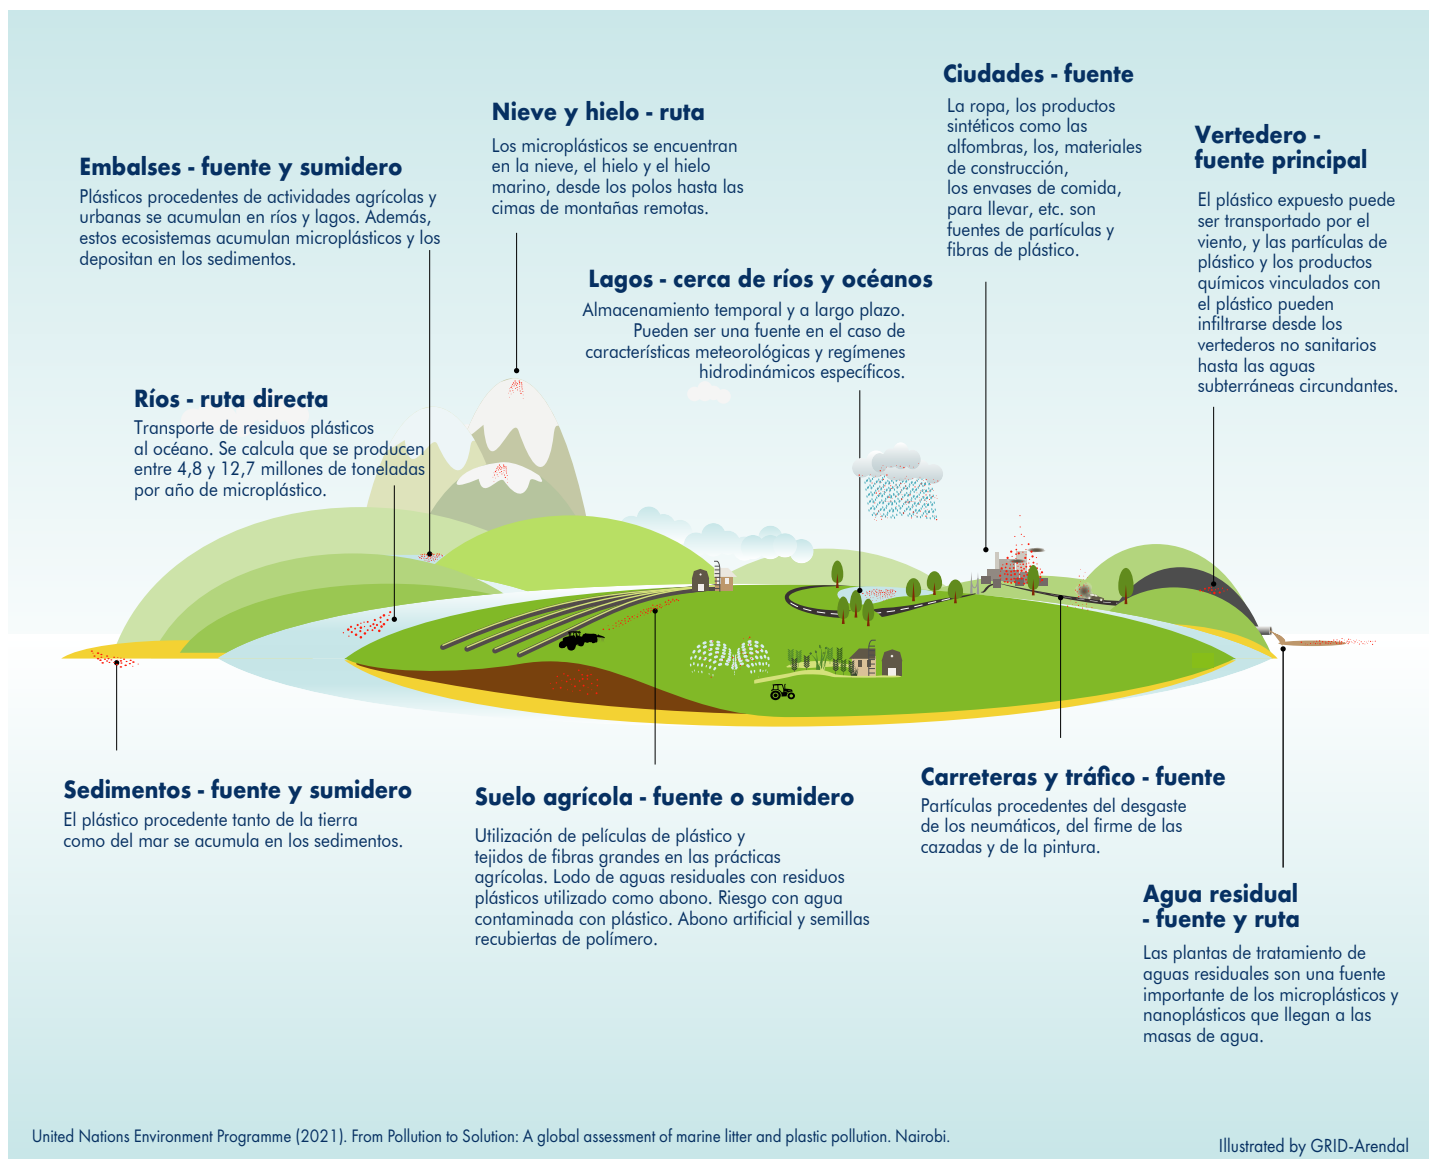 Ciudades - fuente
La ropa, los productos
sintéticos como las
alfombras, los, materiales
de construcción,
los envases de comida,
para llevar, etc. son
fuentes de partículas y
fibras de plástico.
Nieve y hielo - ruta
Los microplásticos se encuentran
en la nieve, el hielo y el hielo
marino, desde los polos hasta las
cimas de montañas remotas.
Vertedero -
fuente principal
El plástico expuesto puede
ser transportado por el
viento, y las partículas de
plástico y los productos
químicos vinculados con
el plástico pueden
infiltrarse desde los
vertederos no sanitarios
hasta las aguas
subterráneas circundantes.
Embalses - fuente y sumidero
Plásticos procedentes de actividades agrícolas y
urbanas se acumulan en ríos y lagos. Además,
estos ecosistemas acumulan microplásticos y los
depositan en los sedimentos.
Lagos - cerca de ríos y océanos
Almacenamiento temporal y a largo plazo.
Pueden ser una fuente en el caso de
características meteorológicas y regímenes
hidrodinámicos específicos.
Ríos - ruta directa
Transporte de residuos plásticos
al océano. Se calcula que se producen
entre 4,8 y 12,7 millones de toneladas
por año de microplástico.
Sedimentos - fuente y sumidero
El plástico procedente tanto de la tierra
como del mar se acumula en los sedimentos.
Suelo agrícola - fuente o sumidero
Utilización de películas de plástico y
tejidos de fibras grandes en las prácticas
agrícolas. Lodo de aguas residuales con residuos
plásticos utilizado como abono. Riesgo con agua
contaminada con plástico. Abono artificial y semillas
recubiertas de polímero.
Carreteras y tráfico - fuente
Partículas procedentes del desgaste
de los neumáticos, del firme de las
cazadas y de la pintura.
Agua residual
- fuente y ruta
Las plantas de tratamiento de
aguas residuales son una fuente
importante de los microplásticos y
nanoplásticos que llegan a las
masas de agua.
United Nations Environment Programme (2021). From Pollution to Solution: A global assessment of marine litter and plastic pollution. Nairobi.
Illustrated by GRID-Arendal